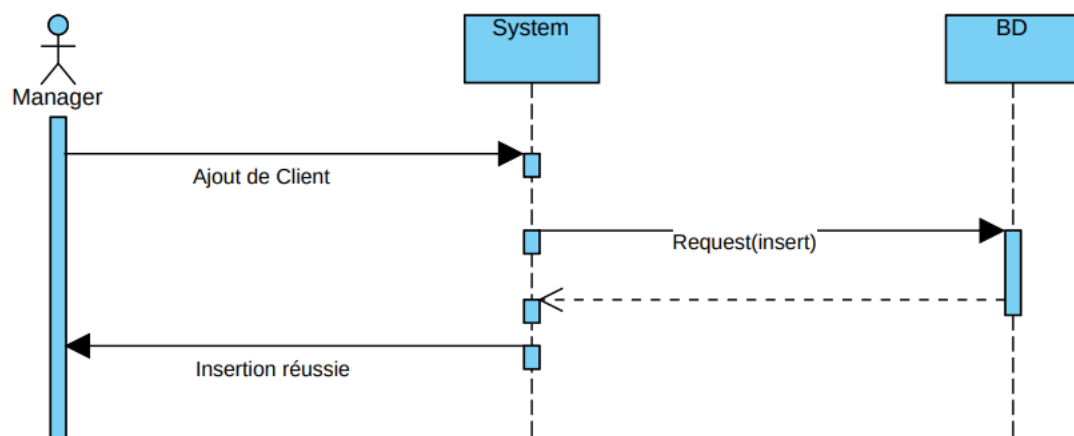 System
BD
Manager
Ajout de Client
Request(insert)
Insertion réussie